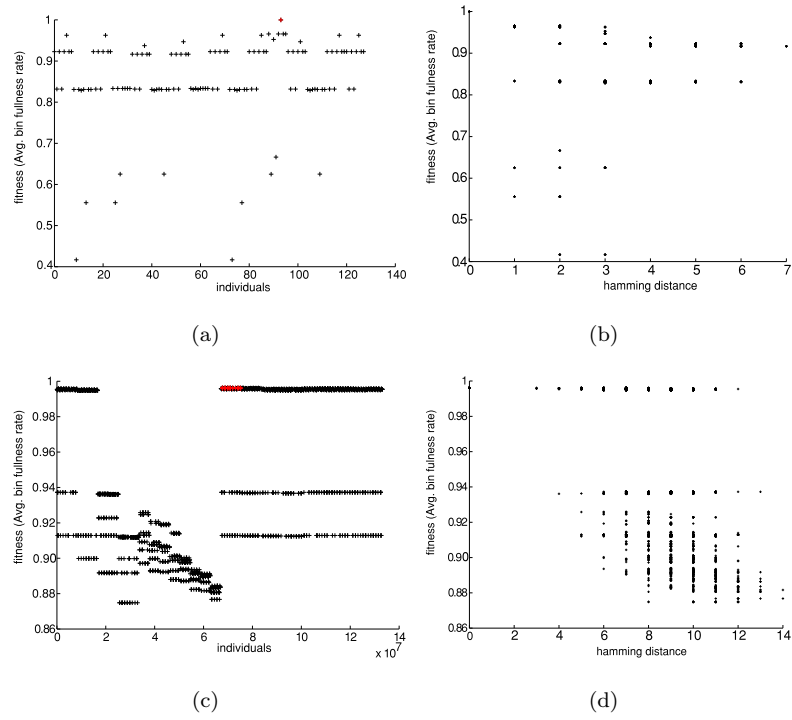 1
0.9
0.8
0.7
0.6
0.5
0.4
0 20 40 60 80 100 120 140
individuals
fitness (Avg. bin fullness rate)
(a)
1
0.9
0.8
0.7
0.6
0.5
0.4
0 1 2 3 4 5 6 7
hamming distance
fitness (Avg. bin fullness rate)
(b)
1
0.98
0.96
0.94
0.92
0.90
0.88
0.86
0 2 4 6 8 10 12 14
x 10^7
individuals
fitness (Avg. bin fullness rate)
(c)
1
0.98
0.96
0.94
0.92
0.90
0.88
0.86
0 2 4 6 8 10 12 14
hamming distance
fitness (Avg. bin fullness rate)
(d)